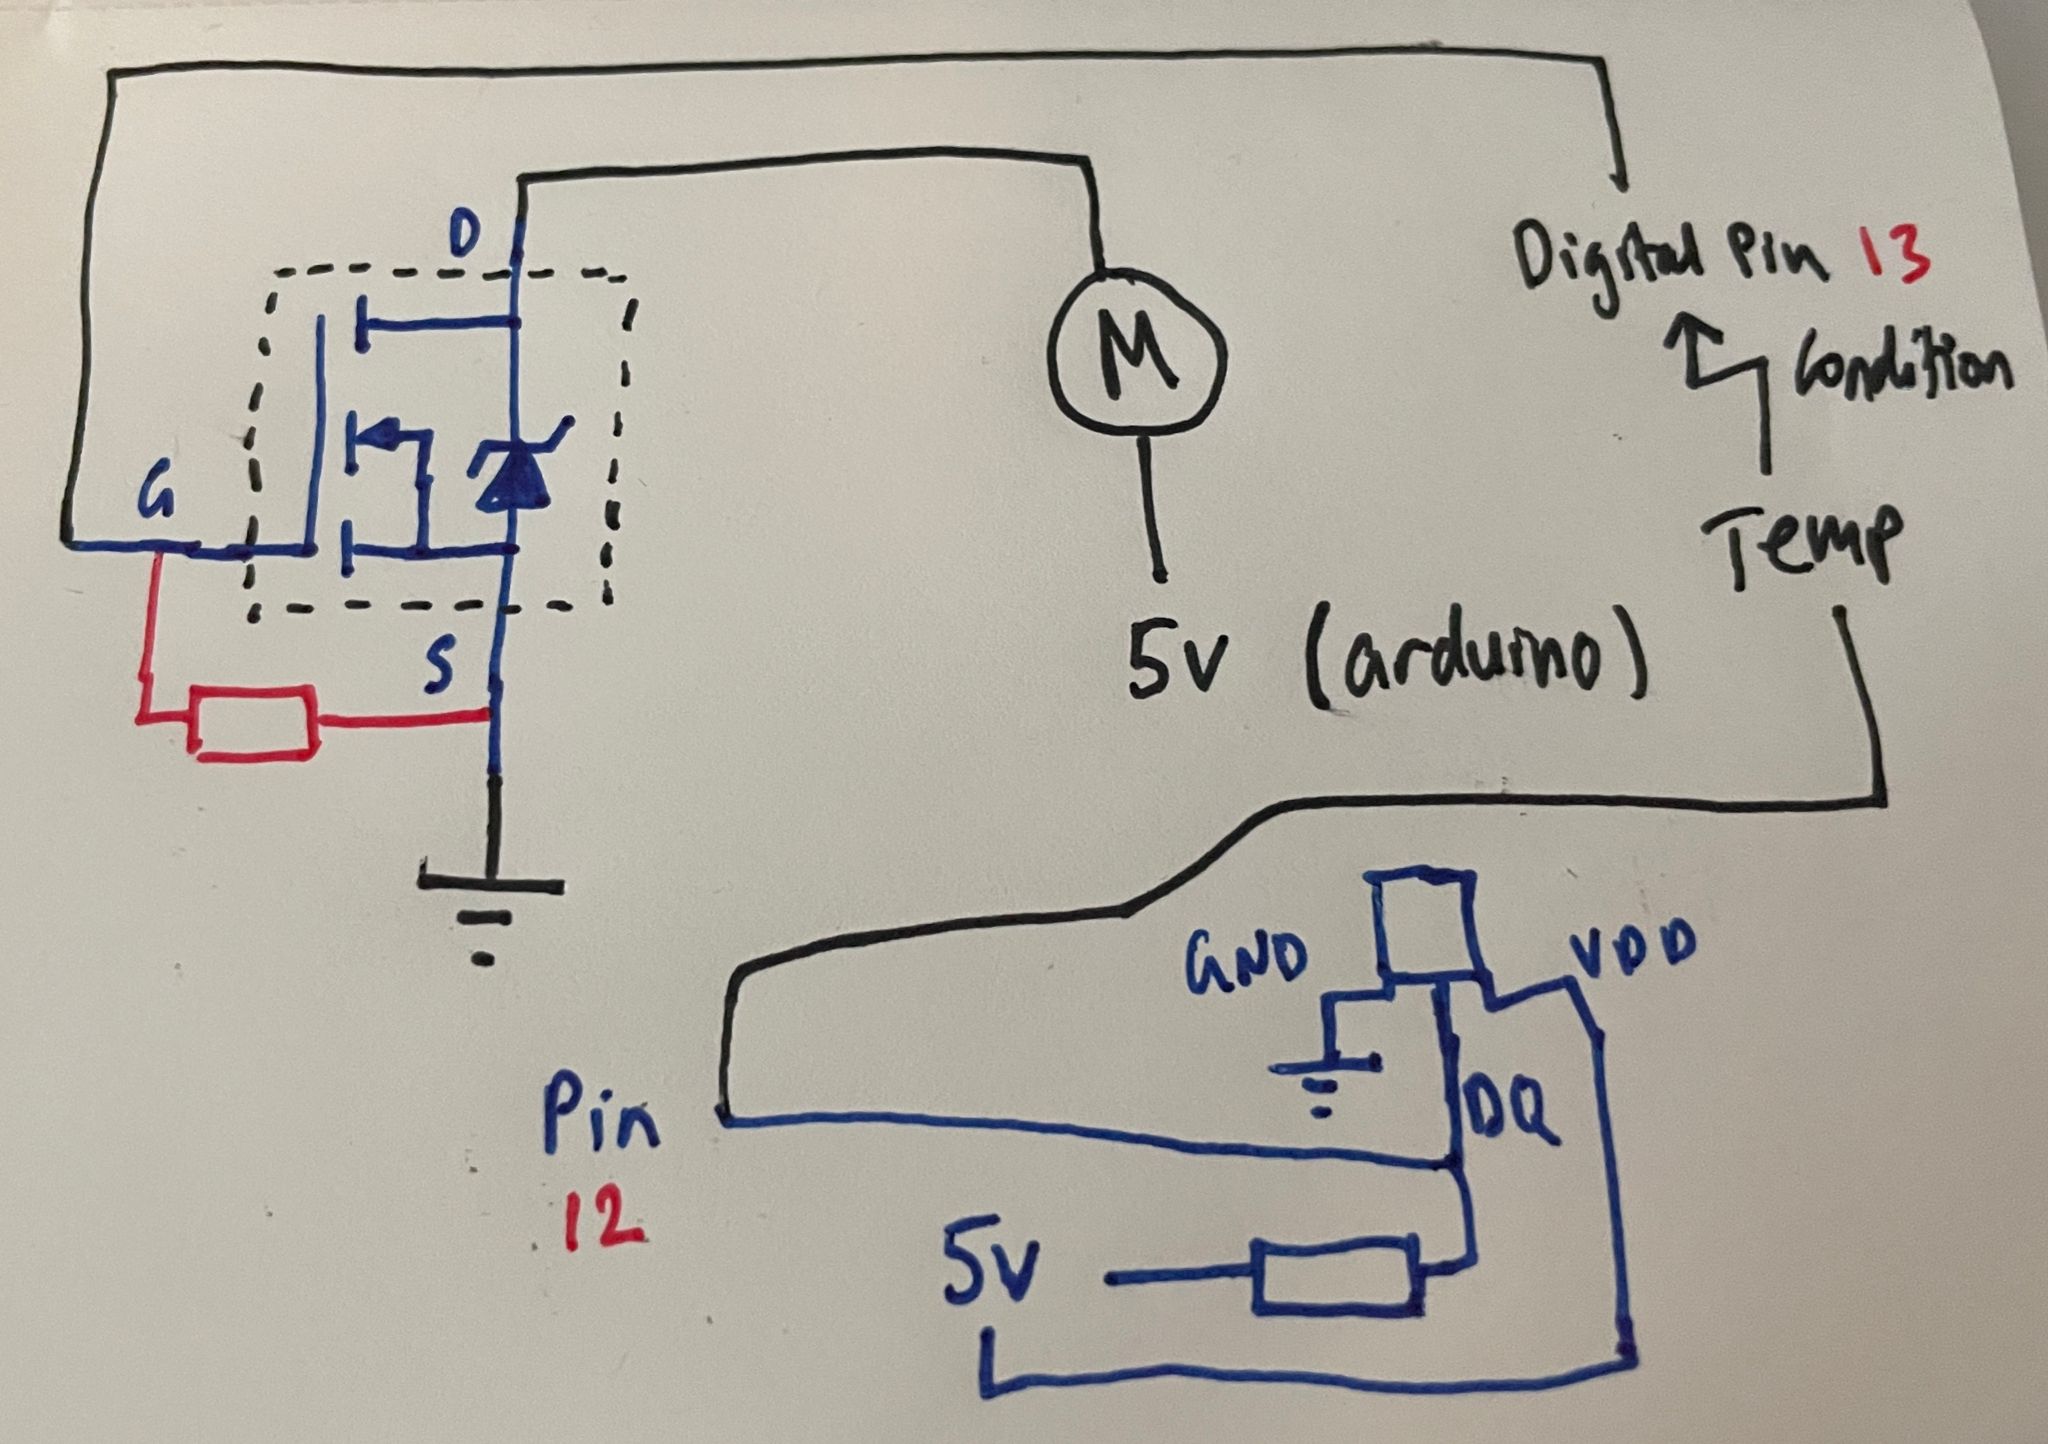 D
Digital Pin 13
Condition
M
G
Temp
S
5V (arduino)
GND
VDD
Pin
12
DQ
5V